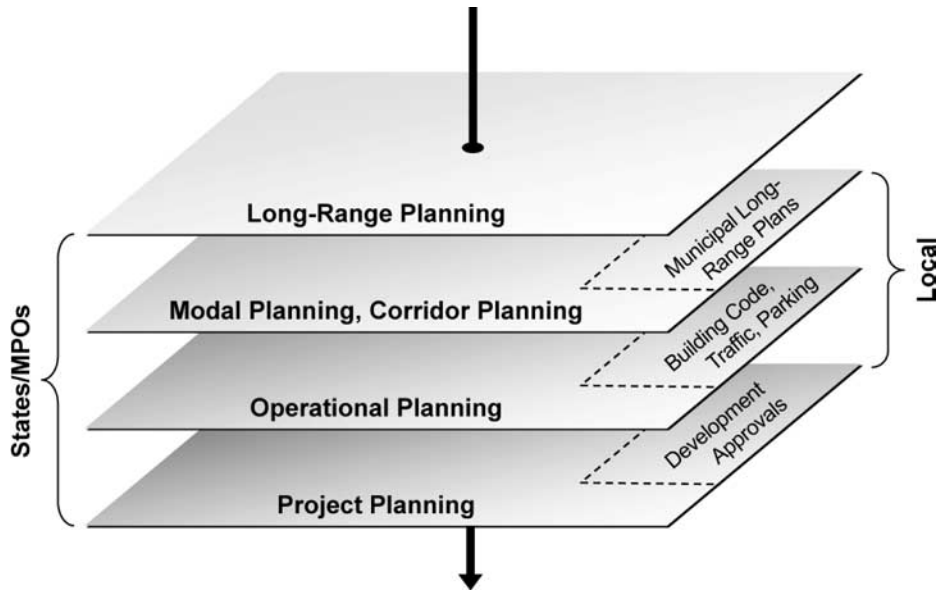 Long-Range Planning
Municipal Long-
Range Plans
Modal Planning, Corridor Planning
Building Code,
Traffic, Parking
Operational Planning
Development
Approvals
Project Planning
States/MPOs
Local